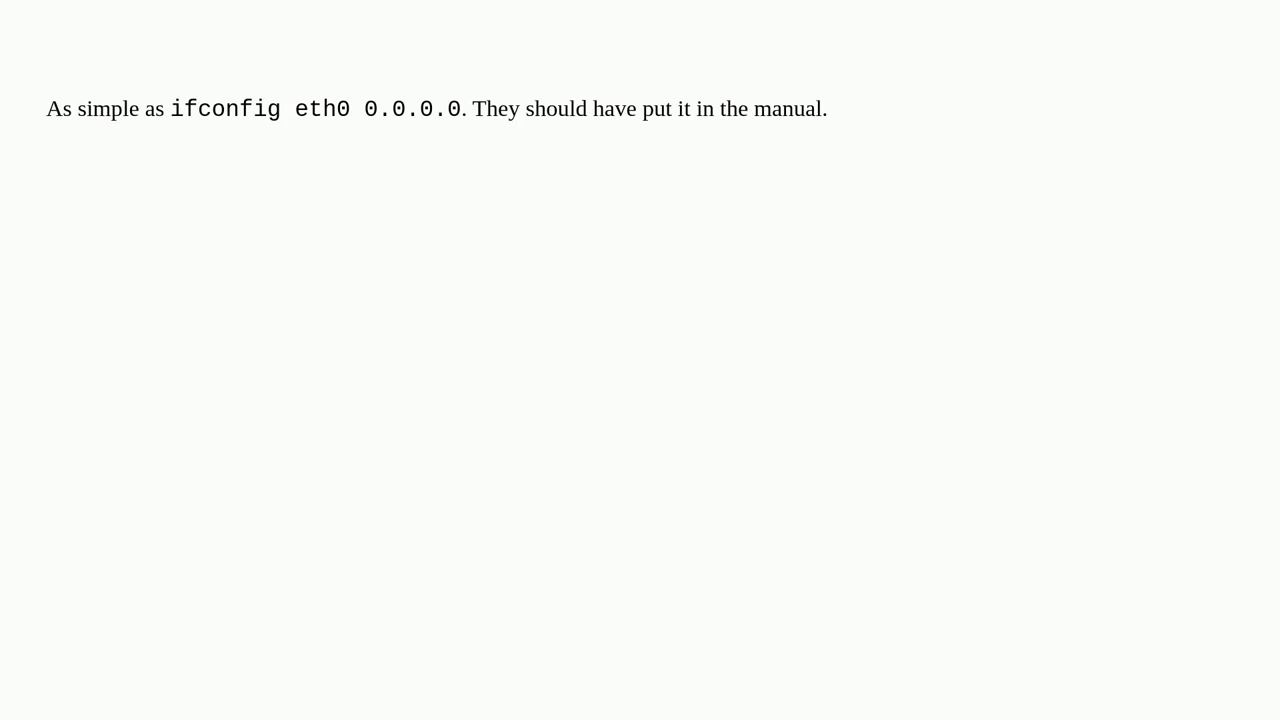 As simple as ifconfig eth0 0.0.0.0. They should have put it in the manual.